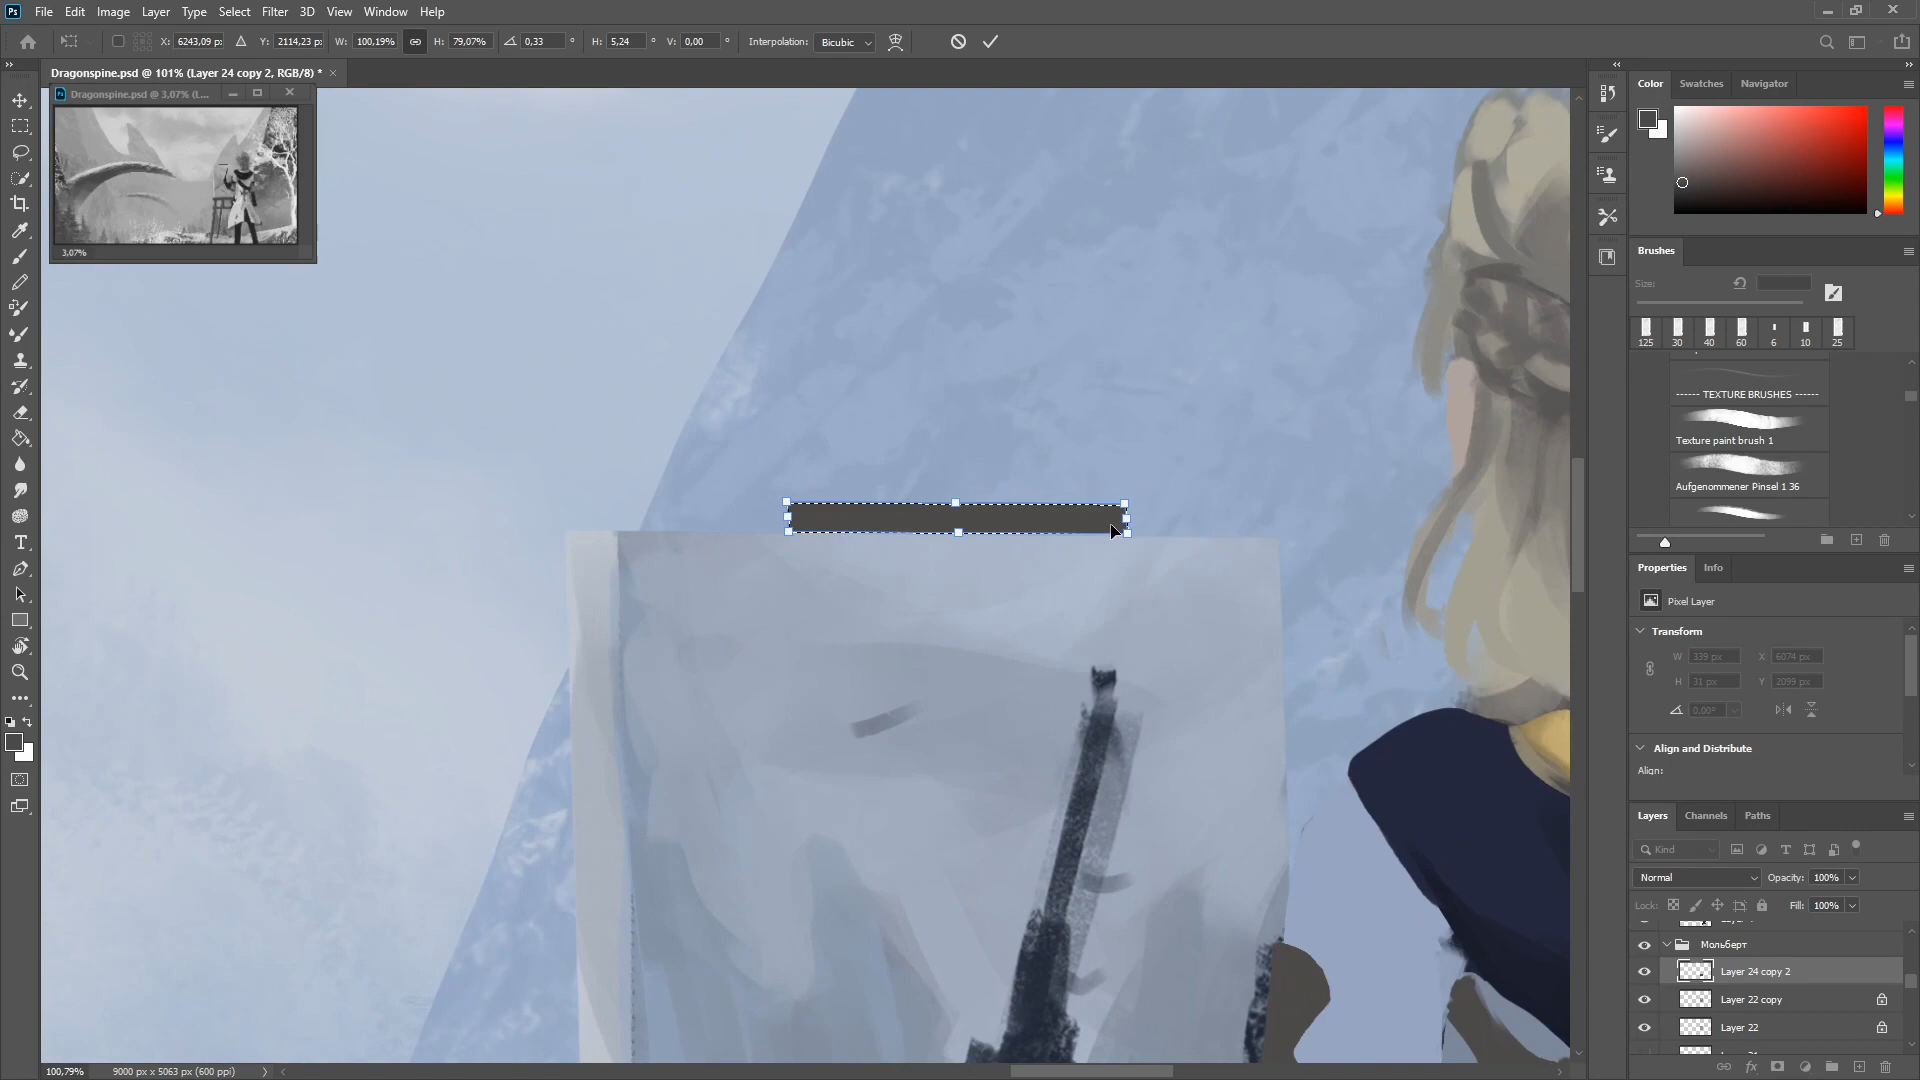 Ps File Edit Image Layer Type Select Filter 3D View Window Help
X: 6243,09 p: Y: 2114,23 p: W: 100,19% H: 79,07% 0,33 ° H: 5,24 ° V: 0,00 ° Interpolation: Bicubic
Dragonspine.psd @ 101% (Layer 24 copy 2, RGB/8) * ×
Ps Dragonspine.psd @ 3,07% (L...
3,07%
Color Swatches Navigator
Brushes
Size:
125 30 40 60 6 10 25
------ TEXTURE BRUSHES ------
Texture paint brush 1
Aufgenommener Pinsel 1 36
Properties Info
Pixel Layer
Transform
W 339 px X 6074 px
H 31 px Y 2099 px
0,00°
Align and Distribute
Align:
Layers Channels Paths
Kind
Normal Opacity: 100%
Lock: Fill: 100%
Мольберт
Layer 24 copy 2
Layer 22 copy
Layer 22
100,79% 9000 px x 5063 px (600 ppi)